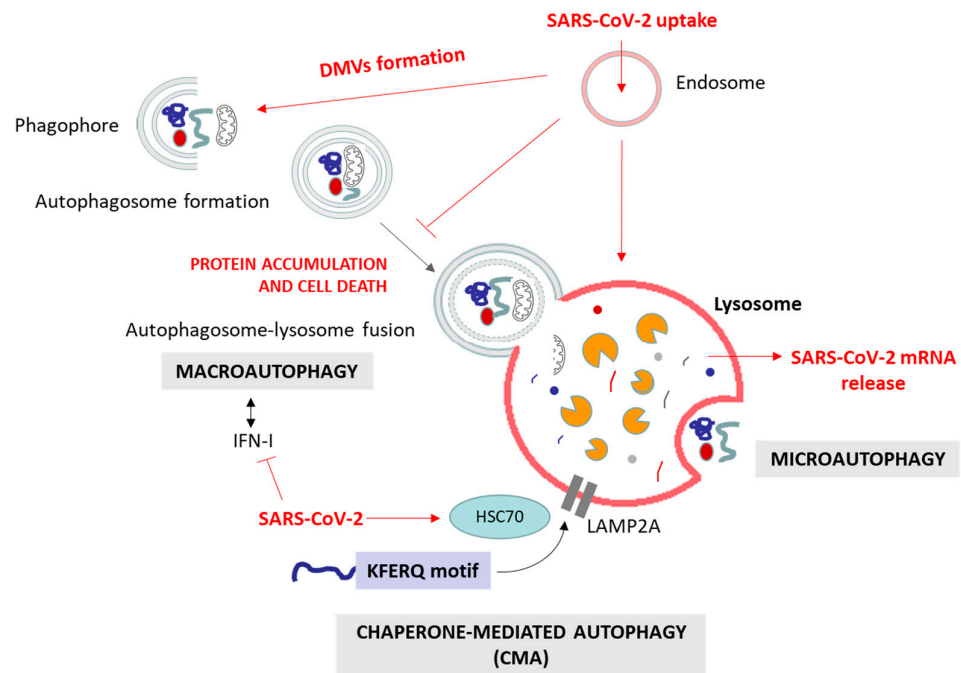 SARS-CoV-2 uptake
DMVs formation
Endosome
Phagophore
Autophagosome formation
PROTEIN ACCUMULATION
AND CELL DEATH
Lysosome
Autophagosome-lysosome fusion
SARS-CoV-2 mRNA
release
MACROAUTOPHAGY
IFN-I
MICROAUTOPHAGY
SARS-CoV-2
HSC70
LAMP2A
KFERQ motif
CHAPERONE-MEDIATED AUTOPHAGY
(CMA)